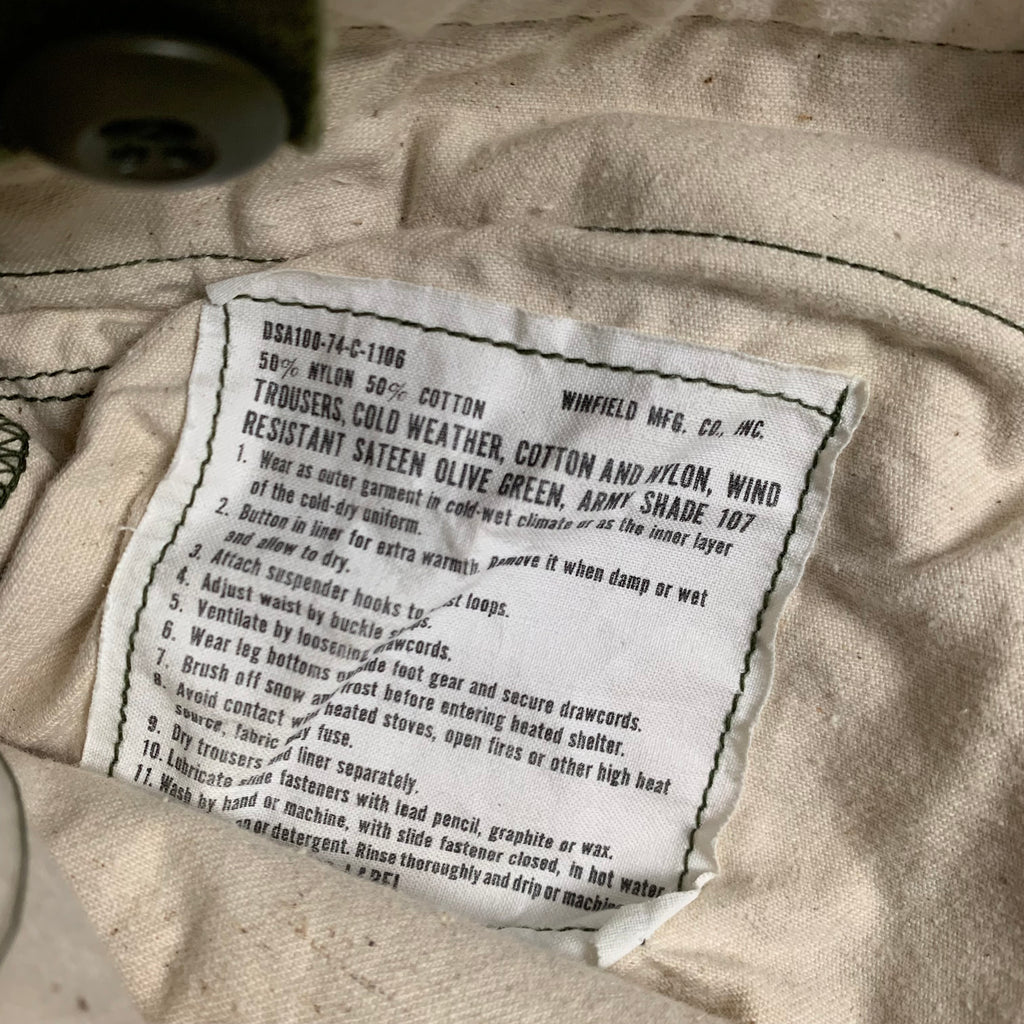 DSA100-74-C-1106
50% NYLON 50% COTTON WINFIELD MFG. CO., INC.
TROUSERS, COLD WEATHER, COTTON AND NYLON, WIND
RESISTANT SATEEN OLIVE GREEN, ARMY SHADE 107
1. Wear as outer garment in cold-wet climate or as the inner layer
of the cold-dry uniform.
2. Button in liner for extra warmth. Remove it when damp or wet
and allow to dry.
3. Attach suspender hooks to loops.
4. Adjust waist by buckle
5. Ventilate by loosening drawcords.
6. Wear leg bottoms foot gear and secure drawcords.
7. Brush off snow frost before entering heated shelter.
8. Avoid contact heated stoves, open fires or other high heat
source, fabric may fuse.
9. Dry trousers and liner separately.
10. Lubricate slide fasteners with lead pencil, graphite or wax.
11. Wash by hand or machine, with slide fastener closed, in hot water
or detergent. Rinse thoroughly and drip or machine
LABEL